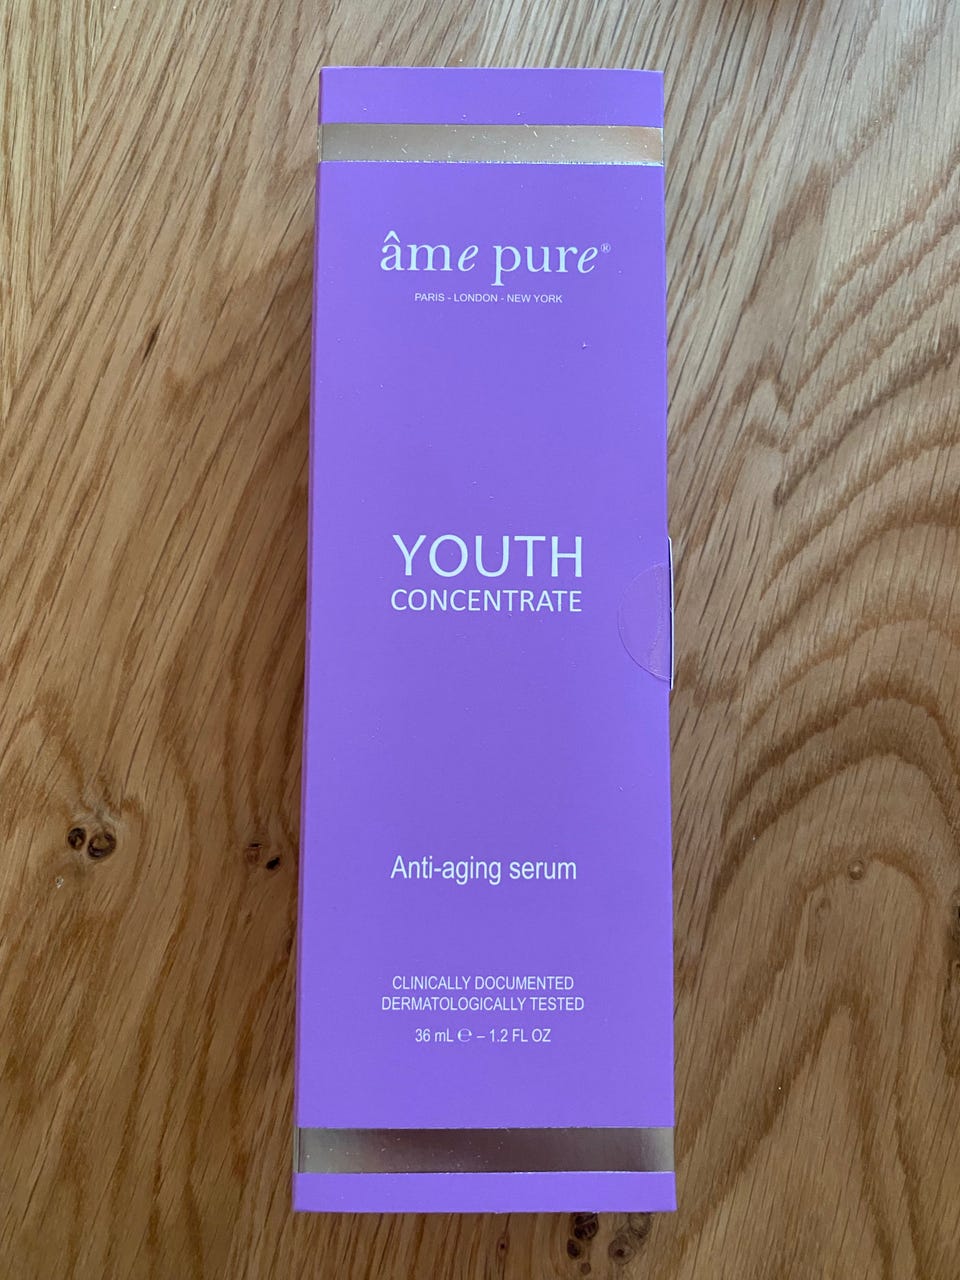 âme pure®
PARIS - LONDON - NEW YORK
YOUTH
CONCENTRATE
Anti-aging serum
CLINICALLY DOCUMENTED
DERMATOLOGICALLY TESTED
36 mL ℮ – 1.2 FL OZ